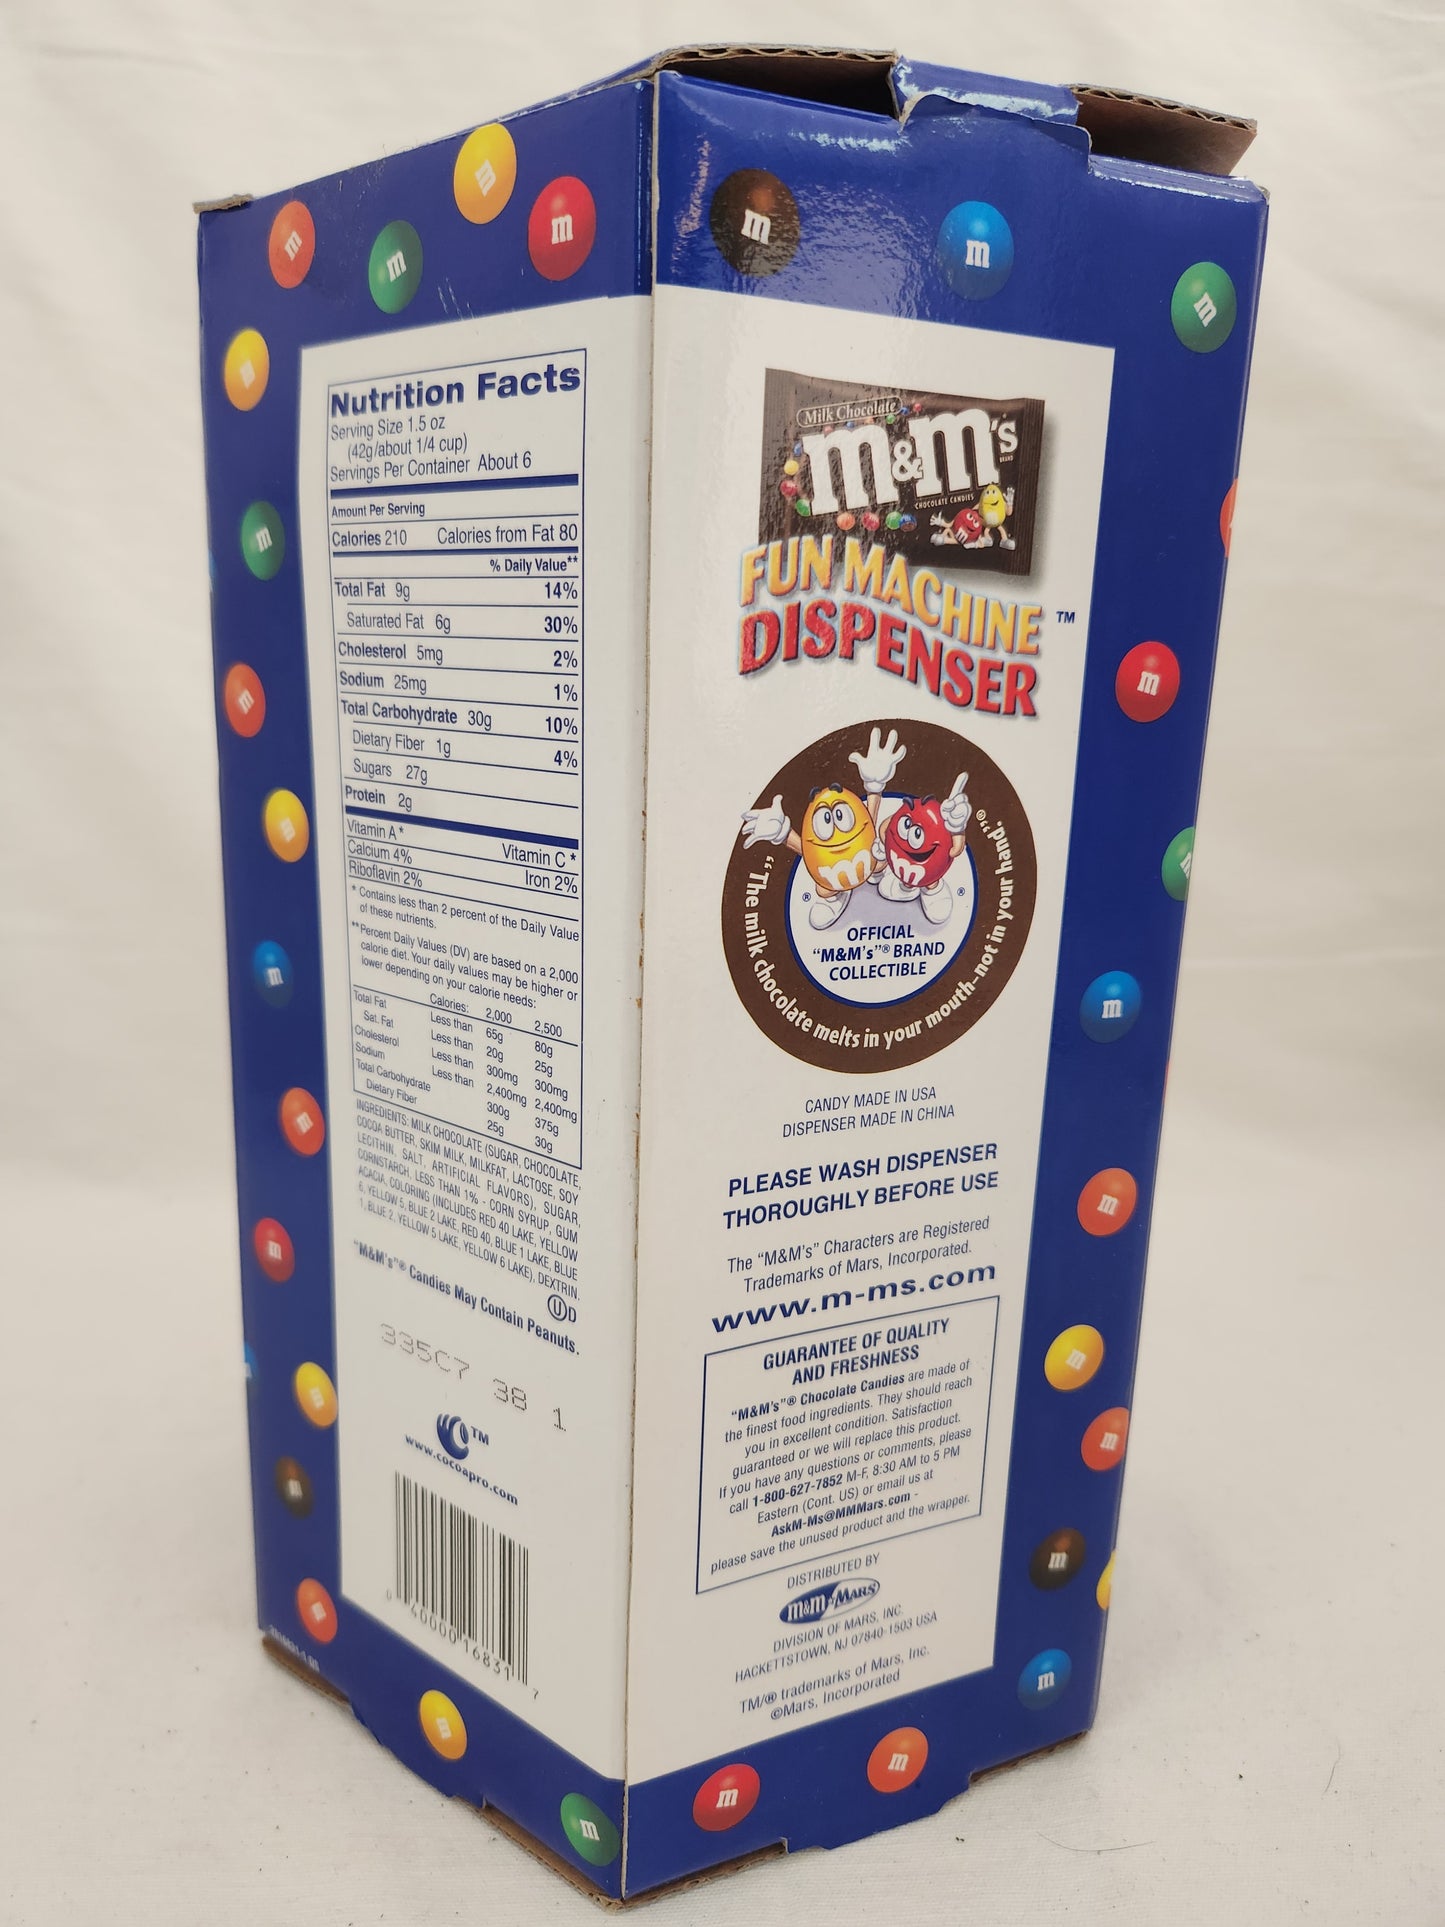 Nutrition Facts
Serving Size 1.5 oz
(42g/about 1/4 cup)
Servings Per Container About 6
Amount Per Serving
Calories 210 Calories from Fat 80
% Daily Value**
Total Fat 9g 14%
Saturated Fat 6g 30%
Cholesterol 5mg 2%
Sodium 25mg 1%
Total Carbohydrate 30g 10%
Dietary Fiber 1g 4%
Sugars 27g
Protein 2g
Vitamin A* Vitamin C*
Calcium 4% Iron 2%
Riboflavin 2%
* Contains less than 2 percent of the Daily Value
of these nutrients.
**Percent Daily Values (DV) are based on a 2,000
calorie diet. Your daily values may be higher or
lower depending on your calorie needs:
Calories: 2,000 2,500
Total Fat Less than 65g 80g
Sat. Fat Less than 20g 25g
Cholesterol Less than 300mg 300mg
Sodium Less than 2,400mg 2,400mg
Total Carbohydrate 300g 375g
Dietary Fiber 25g 30g
INGREDIENTS: MILK CHOCOLATE (SUGAR, CHOCOLATE,
COCOA BUTTER, SKIM MILK, MILKFAT, LACTOSE, SOY
LECITHIN, SALT, ARTIFICIAL FLAVORS), SUGAR,
CORNSTARCH, LESS THAN 1% - CORN SYRUP, GUM
ACACIA, COLORING (INCLUDES RED 40 LAKE, YELLOW
6, YELLOW 5, BLUE 2 LAKE, RED 40, BLUE 1 LAKE, BLUE
1, BLUE 2, YELLOW 5 LAKE, YELLOW 6 LAKE), DEXTRIN.
U D
"M&M's"® Candies May Contain Peanuts.
335C7 38 1
TM
www.cocoapro.com
0 40000 16831 7
Milk Chocolate
m&m's
BRAND
CHOCOLATE CANDIES
FUN MACHINE
DISPENSER ™
"The milk chocolate melts in your mouth-not in your hand."®
® ®
OFFICIAL
"M&M's"® BRAND
COLLECTIBLE
CANDY MADE IN USA
DISPENSER MADE IN CHINA
PLEASE WASH DISPENSER
THOROUGHLY BEFORE USE
The "M&M's" Characters are Registered
Trademarks of Mars, Incorporated.
www.m-ms.com
GUARANTEE OF QUALITY
AND FRESHNESS
"M&M's"® Chocolate Candies are made of
the finest food ingredients. They should reach
you in excellent condition. Satisfaction
guaranteed or we will replace this product.
If you have any questions or comments, please
call 1-800-627-7852 M-F, 8:30 AM to 5 PM
Eastern (Cont. US) or email us at
AskM-Ms@MMMars.com -
please save the unused product and the wrapper.
DISTRIBUTED BY
m&m MARS
DIVISION OF MARS, INC.
HACKETTSTOWN, NJ 07840-1503 USA
TM/® trademarks of Mars, Inc.
©Mars, Incorporated